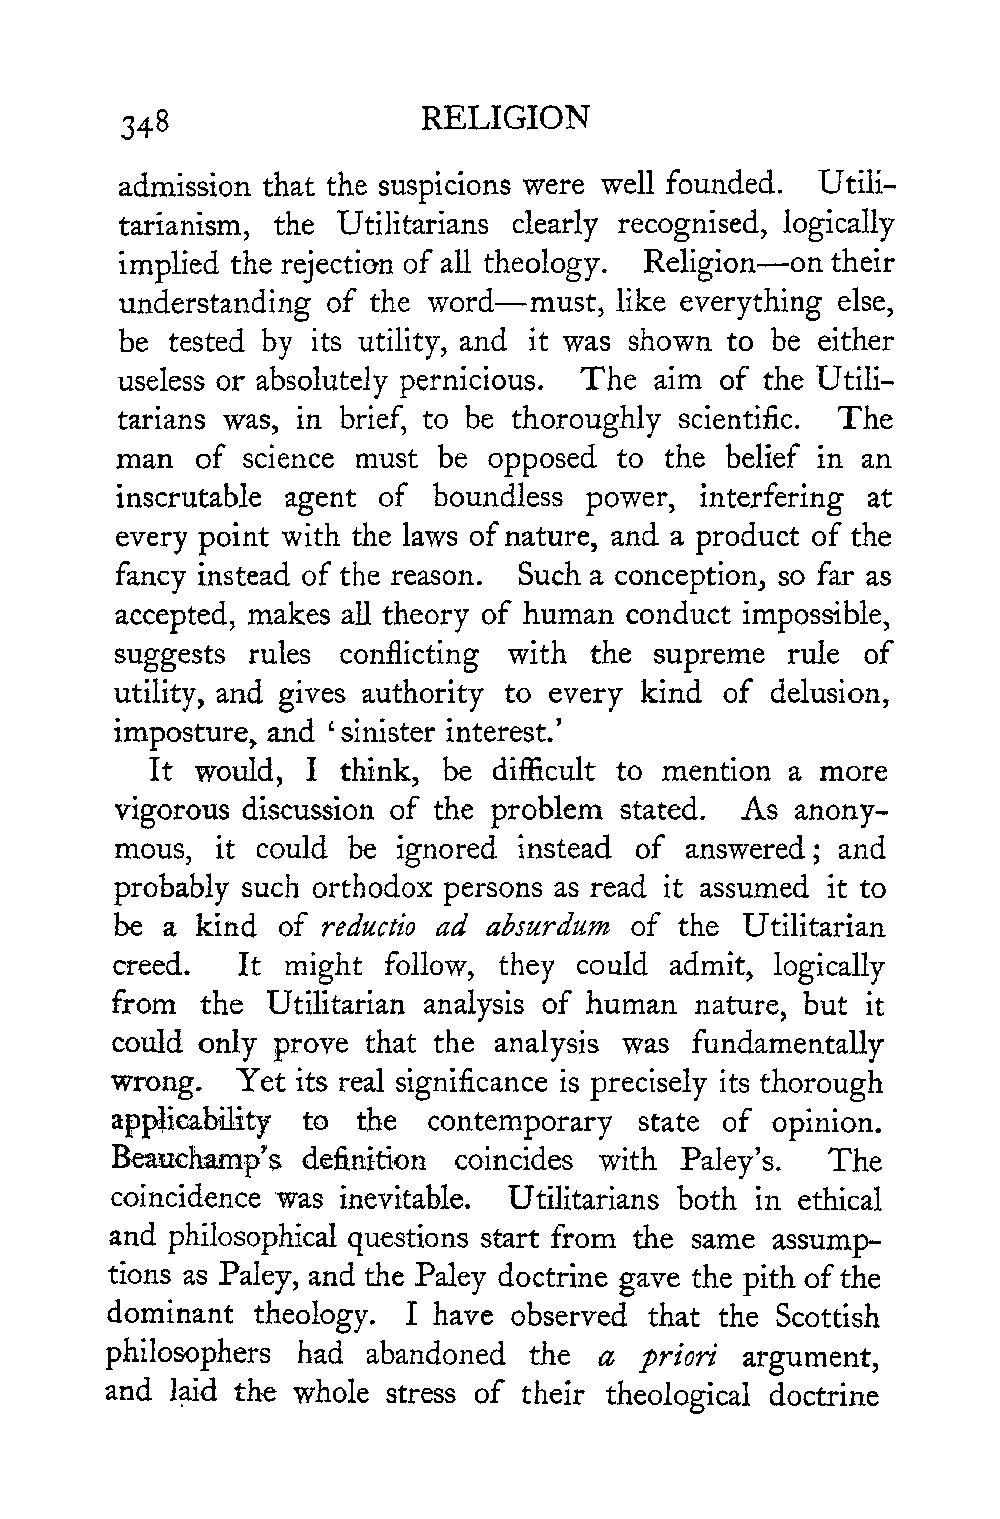 348 RELIGION
admission that the suspicions were well founded. Utili-
tarianism, the Utilitarians clearly recognised, logically
implied the rejection of all theology. Religion—on their
understanding of the word—must, like everything else,
be tested by its utility, and it was shown to be either
useless or absolutely pernicious. The aim of the Utili-
tarians was, in brief, to be thoroughly scientific. The
man of science must be opposed to the belief in an
inscrutable agent of boundless power, interfering at
every point with the laws of nature, and a product of the
fancy instead of the reason. Such a conception, so far as
accepted, makes all theory of human conduct impossible,
suggests rules conflicting with the supreme rule of
utility, and gives authority to every kind of delusion,
imposture, and ‘sinister interest.’
It would, I think, be difficult to mention a more
vigorous discussion of the problem stated. As anony-
mous, it could be ignored instead of answered; and
probably such orthodox persons as read it assumed it to
be a kind of reductio ad absurdum of the Utilitarian
creed. It might follow, they could admit, logically
from the Utilitarian analysis of human nature, but it
could only prove that the analysis was fundamentally
wrong. Yet its real significance is precisely its thorough
applicability to the contemporary state of opinion.
Beauchamp’s definition coincides with Paley’s. The
coincidence was inevitable. Utilitarians both in ethical
and philosophical questions start from the same assump-
tions as Paley, and the Paley doctrine gave the pith of the
dominant theology. I have observed that the Scottish
philosophers had abandoned the a priori argument,
and laid the whole stress of their theological doctrine